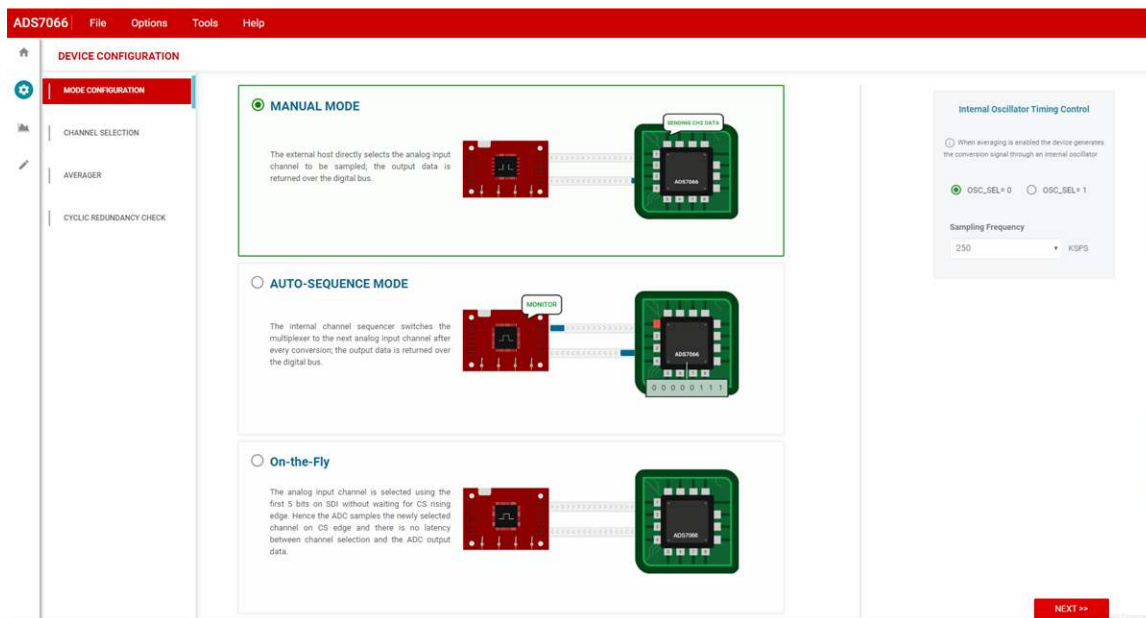 ADS7066 File Options Tools Help
DEVICE CONFIGURATION
MODE CONFIGURATION
CHANNEL SELECTION
AVERAGER
CYCLIC REDUNDANCY CHECK
MANUAL MODE
The external host directly selects the analog input
channel to be sampled; the output data is
returned over the digital bus.
SENDING CH2 DATA
ADS7066
AUTO-SEQUENCE MODE
The internal channel sequencer switches the
multiplexer to the next analog input channel after
every conversion; the output data is returned over
the digital bus.
MONITOR
ADS7066
0 0 0 0 0 1 1 1
On-the-Fly
The analog input channel is selected using the
first 5 bits on SDI without waiting for CS rising
edge. Hence the ADC samples the newly selected
channel on CS edge and there is no latency
between channel selection and the ADC output
data.
ADS7066
Internal Oscillator Timing Control
When averaging is enabled the device generates
the conversion signal through an internal oscillator
OSC_SEL= 0 OSC_SEL= 1
Sampling Frequency
250 KSPS
NEXT >>